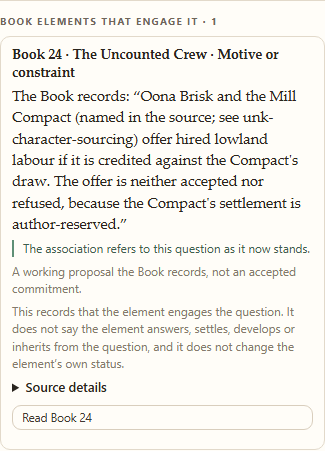 BOOK ELEMENTS THAT ENGAGE IT · 1
Book 24 · The Uncounted Crew · Motive or
constraint
The Book records: “Oona Brisk and the Mill
Compact (named in the source; see unk-
character-sourcing) offer hired lowland
labour if it is credited against the Compact's
draw. The offer is neither accepted nor
refused, because the Compact's settlement is
author-reserved.”
The association refers to this question as it now stands.
A working proposal the Book records, not an accepted
commitment.
This records that the element engages the question. It
does not say the element answers, settles, develops or
inherits from the question, and it does not change the
element's own status.
▶ Source details
Read Book 24